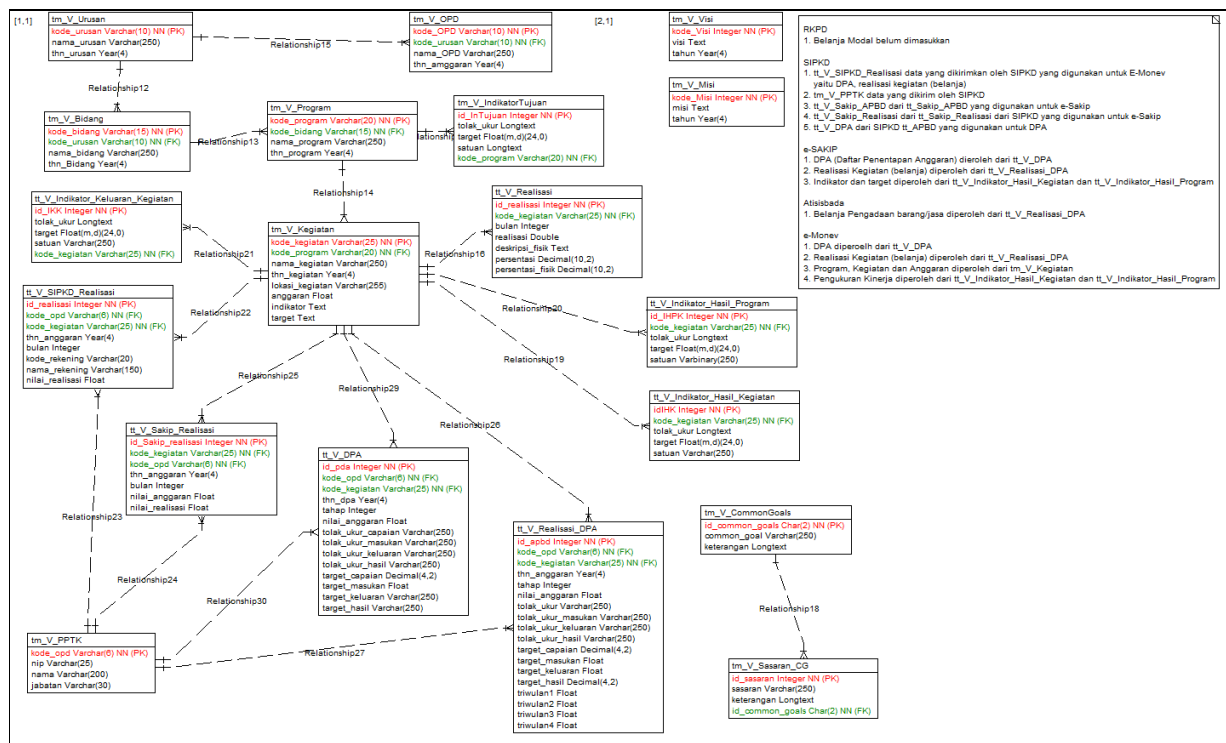 [1,1]
tm_V_Urusan
kode_urusan Varchar(10) NN (PK)
nama_urusan Varchar(250)
thn_urusan Year(4)
Relationship15
tm_V_OPD
kode_OPD Varchar(10) NN (PK)
kode_urusan Varchar(10) NN (FK)
nama_OPD Varchar(250)
thn_amggaran Year(4)
[2,1]
tm_V_Visi
kode_Visi Integer NN (PK)
visi Text
tahun Year(4)
tm_V_Misi
kode_Misi Integer NN (PK)
misi Text
tahun Year(4)
RKPD
1. Belanja Modal belum dimasukkan
SIPKD
1. tt_V_SIPKD_Realisasi data yang dikirimkan oleh SIPKD yang digunakan untuk E-Monev
yaitu DPA, realisasi kegiatan (belanja)
2. tm_V_PPTK data yang dikirim oleh SIPKD
3. tt_V_Sakip_APBD dari tt_Sakip_APBD yang digunakan untuk e-Sakip
4. tt_V_Sakip_Realisasi dari tt_Sakip_Realisasi dari SIPKD yang digunakan untuk e-Sakip
5. tt_V_DPA dari SIPKD tt_APBD yang digunakan untuk DPA
e-SAKIP
1. DPA (Daftar Penentapan Anggaran) dieroleh dari tt_V_DPA
2. Realisasi Kegiatan (belanja) diperoleh dari tt_V_Realisasi_DPA
3. Indikator dan target diperoleh dari tt_V_Indikator_Hasil_Kegiatan dan tt_V_Indikator_Hasil_Program
Atisisbada
1. Belanja Pengadaan barang/jasa diperoleh dari tt_V_Realisasi_DPA
e-Monev
1. DPA diperoelh dari tt_V_DPA
2. Realisasi Kegiatan (belanja) diperoleh dari tt_V_Realisasi_DPA
3. Program, Kegiatan dan Anggaran diperoleh dari tm_V_Kegiatan
4. Pengukuran Kinerja diperoleh dari tt_V_Indikator_Hasil_Kegiatan dan tt_V_Indikator_Hasil_Program
Relationship12
tm_V_Bidang
kode_bidang Varchar(15) NN (PK)
kode_urusan Varchar(10) NN (FK)
nama_bidang Varchar(250)
thn_Bidang Year(4)
Relationship13
tm_V_Program
kode_program Varchar(20) NN (PK)
kode_bidang Varchar(15) NN (FK)
nama_program Varchar(250)
thn_program Year(4)
tm_V_IndikatorTujuan
id_InTujuan Integer NN (PK)
tolak_ukur Longtext
target Float(m,d)(24,0)
satuan Longtext
kode_program Varchar(20) NN (FK)
Relationship14
tt_V_Indikator_Keluaran_Kegiatan
id_IKK Integer NN (PK)
tolak_ukur Longtext
target Float(m,d)(24,0)
satuan Varchar(250)
kode_kegiatan Varchar(25) NN (FK)
Relationship21
tm_V_Kegiatan
kode_kegiatan Varchar(25) NN (PK)
kode_program Varchar(20) NN (FK)
nama_kegiatan Varchar(250)
thn_kegiatan Year(4)
lokasi_kegiatan Varchar(255)
anggaran Float
indikator Text
target Text
Relationship16
tt_V_Realisasi
id_realisasi Integer NN (PK)
kode_kegiatan Varchar(25) NN (FK)
bulan Integer
realisasi Double
deskripsi_fisik Text
persentasi Decimal(10,2)
persentasi_fisik Decimal(10,2)
tt_V_SIPKD_Realisasi
id_realisasi Integer NN (PK)
kode_opd Varchar(6) NN (FK)
kode_kegiatan Varchar(25) NN (FK)
thn_anggaran Year(4)
bulan Integer
kode_rekening Varchar(20)
nama_rekening Varchar(150)
nilai_realisasi Float
Relationship22
Relationship20
tt_V_Indikator_Hasil_Program
id_IHPK Integer NN (PK)
kode_kegiatan Varchar(25) NN (FK)
tolak_ukur Longtext
target Float(m,d)(24,0)
satuan Varbinary(250)
Relationship19
Relationship25
Relationship29
Relationship26
tt_V_Indikator_Hasil_Kegiatan
idIHK Integer NN (PK)
kode_kegiatan Varchar(25) NN (FK)
tolak_ukur Longtext
target Float(m,d)(24,0)
satuan Varchar(250)
tt_V_Sakip_Realisasi
id_Sakip_realisasi Integer NN (PK)
kode_kegiatan Varchar(25) NN (FK)
kode_opd Varchar(6) NN (FK)
thn_anggaran Year(4)
bulan Integer
nilai_anggaran Float
nilai_realisasi Float
tt_V_DPA
id_pda Integer NN (PK)
kode_opd Varchar(6) NN (FK)
kode_kegiatan Varchar(25) NN (FK)
thn_dpa Year(4)
tahap Integer
nilai_anggaran Float
tolak_ukur_capaian Varchar(250)
tolak_ukur_masukan Varchar(250)
tolak_ukur_keluaran Varchar(250)
tolak_ukur_hasil Varchar(250)
target_capaian Decimal(4,2)
target_masukan Float
target_keluaran Varchar(250)
target_hasil Varchar(250)
Relationship23
Relationship24
Relationship30
tt_V_Realisasi_DPA
id_apbd Integer NN (PK)
kode_opd Varchar(6) NN (FK)
kode_kegiatan Varchar(25) NN (FK)
thn_anggaran Year(4)
tahap Integer
nilai_anggaran Float
tolak_ukur Varchar(250)
tolak_ukur_masukan Varchar(250)
tolak_ukur_keluaran Varchar(250)
tolak_ukur_hasil Varchar(250)
target_capaian Decimal(4,2)
target_masukan Float
target_keluaran Float
target_hasil Decimal(4,2)
triwulan1 Float
triwulan2 Float
triwulan3 Float
triwulan4 Float
tm_V_CommonGoals
id_common_goals Char(2) NN (PK)
common_goal Varchar(250)
keterangan Longtext
Relationship18
tm_V_PPTK
kode_opd Varchar(6) NN (PK)
nip Varchar(25)
nama Varchar(200)
jabatan Varchar(30)
Relationship27
tm_V_Sasaran_CG
id_sasaran Integer NN (PK)
sasaran Varchar(250)
keterangan Longtext
id_common_goals Char(2) NN (FK)